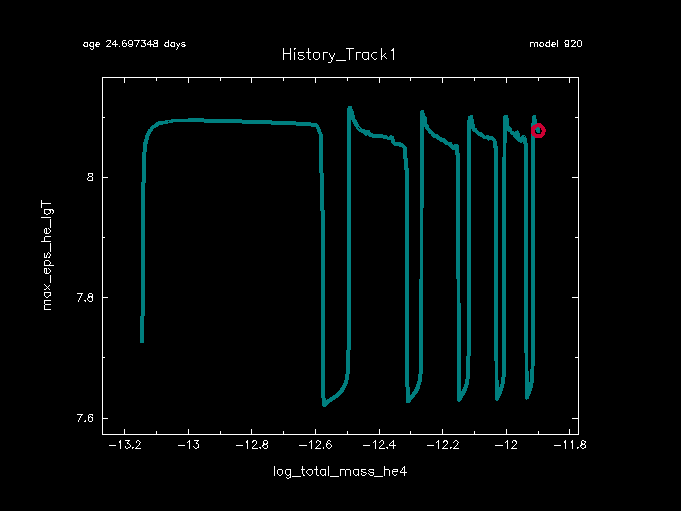 age 24.697348 days
model 920
History_Track1
8
7.8
7.6
max_eps_he_lgT
-13.2
-13
-12.8
-12.6
-12.4
-12.2
-12
-11.8
log_total_mass_he4